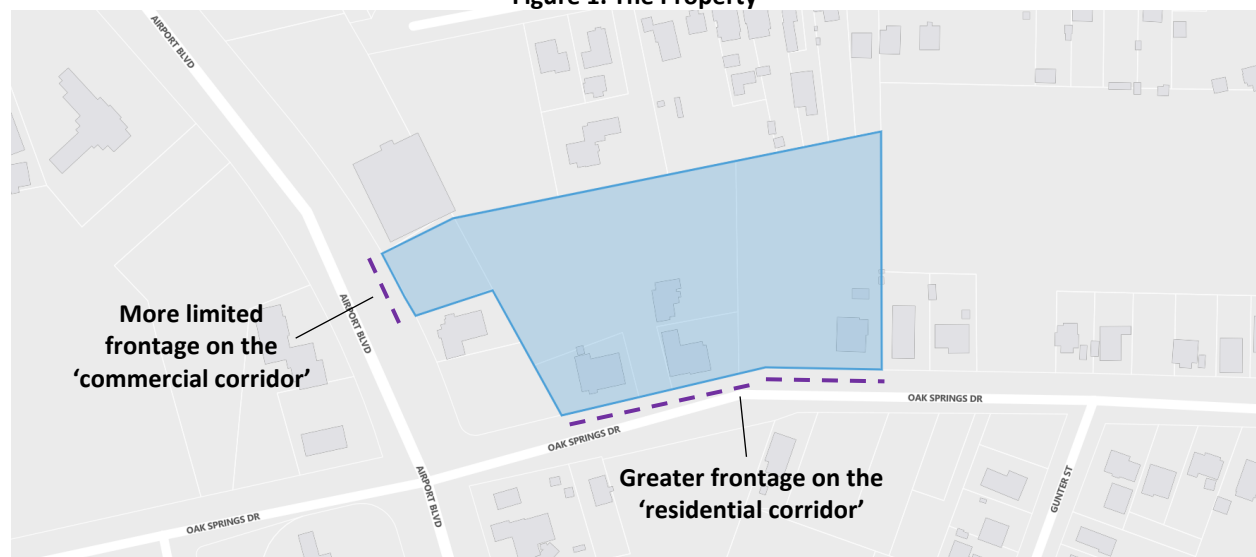 Figure 1. The Property
AIRPORT BLVD
More limited
frontage on the
‘commercial corridor’
AIRPORT BLVD
OAK SPRINGS DR
OAK SPRINGS DR
Greater frontage on the
‘residential corridor’
AIRPORT BLVD
GUNTER ST
OAK SPRINGS DR